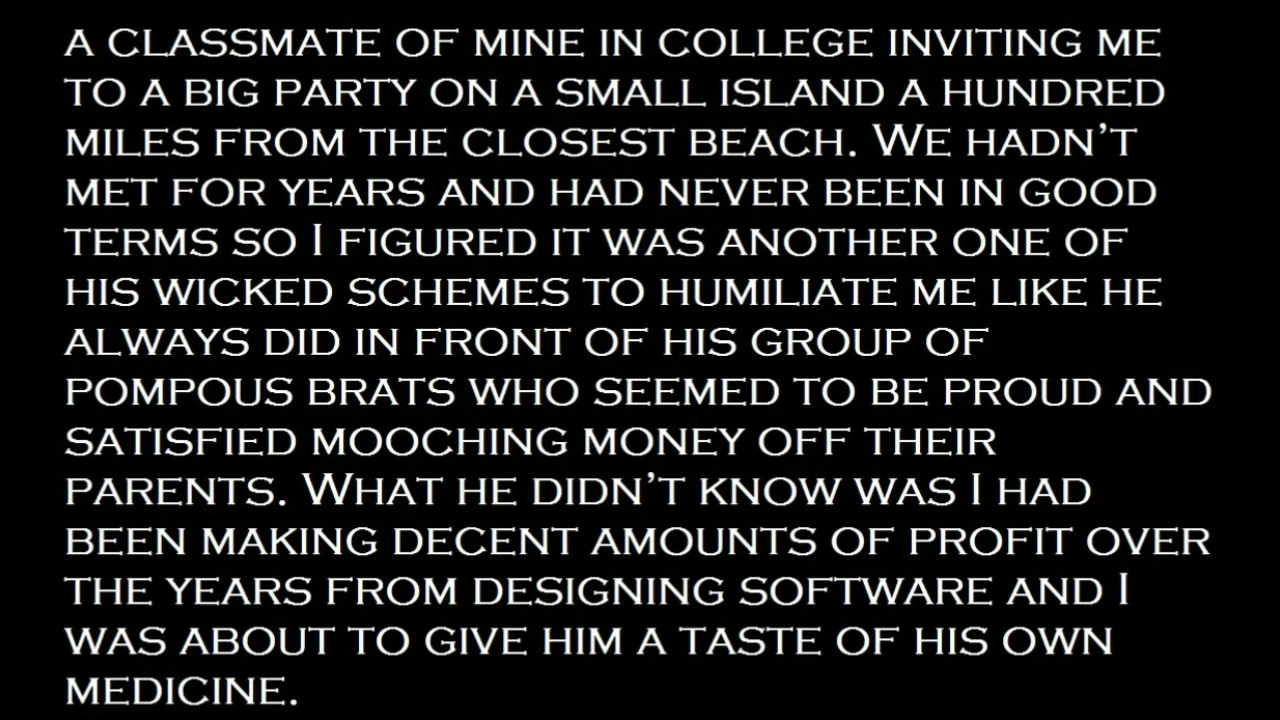 A CLASSMATE OF MINE IN COLLEGE INVITING ME
TO A BIG PARTY ON A SMALL ISLAND A HUNDRED
MILES FROM THE CLOSEST BEACH. WE HADN'T
MET FOR YEARS AND HAD NEVER BEEN IN GOOD
TERMS SO I FIGURED IT WAS ANOTHER ONE OF
HIS WICKED SCHEMES TO HUMILIATE ME LIKE HE
ALWAYS DID IN FRONT OF HIS GROUP OF
POMPOUS BRATS WHO SEEMED TO BE PROUD AND
SATISFIED MOOCHING MONEY OFF THEIR
PARENTS. WHAT HE DIDN'T KNOW WAS I HAD
BEEN MAKING DECENT AMOUNTS OF PROFIT OVER
THE YEARS FROM DESIGNING SOFTWARE AND I
WAS ABOUT TO GIVE HIM A TASTE OF HIS OWN
MEDICINE.